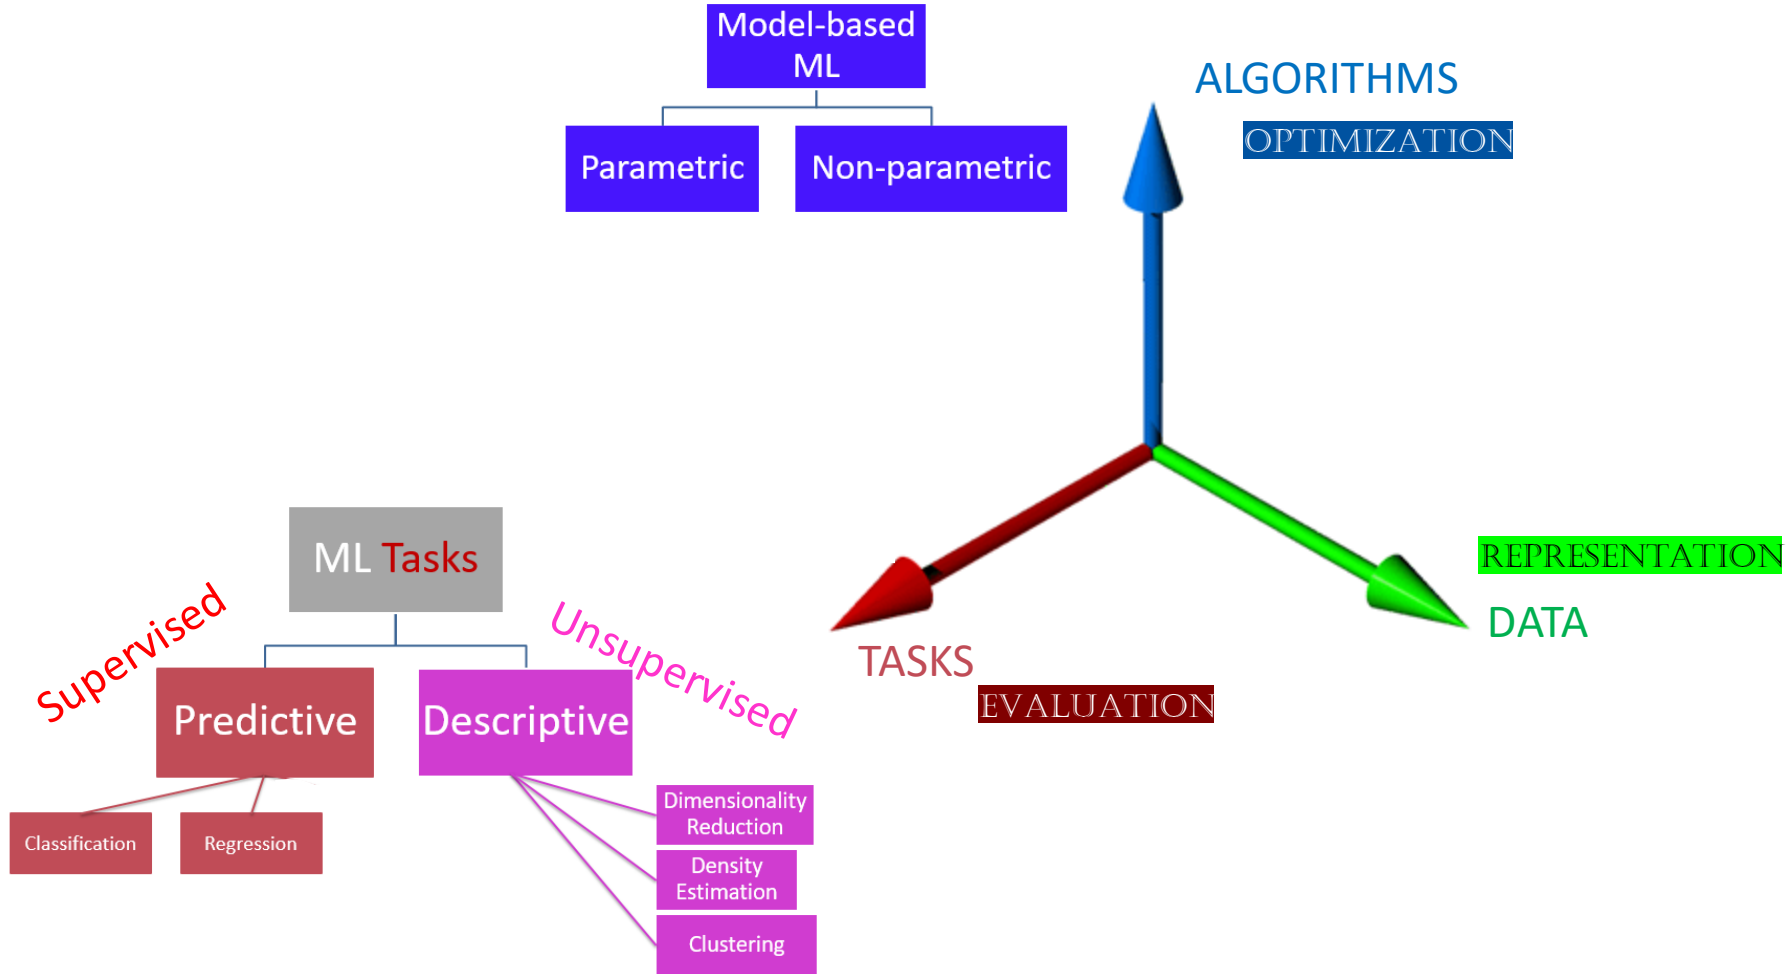 Model-based
ML
Parametric
Non-parametric
ALGORITHMS
OPTIMIZATION
REPRESENTATION
DATA
TASKS
EVALUATION
ML Tasks
Supervised
Unsupervised
Predictive
Descriptive
Classification
Regression
Dimensionality
Reduction
Density
Estimation
Clustering